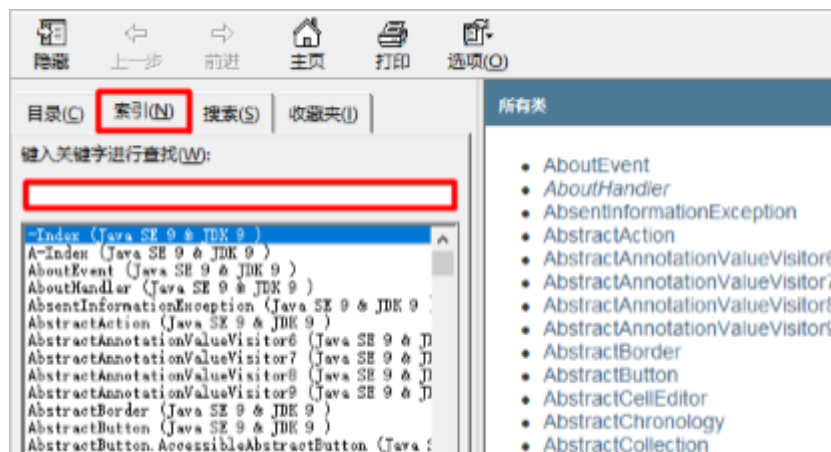 隐藏 上一步 前进 主页 打印 选项(O)
目录(C) 索引(N) 搜索(S) 收藏夹(I)
键入关键字进行查找(W):
-Index (Java SE 9 & JDK 9 )
A-Index (Java SE 9 & JDK 9 )
AboutEvent (Java SE 9 & JDK 9 )
AboutHandler (Java SE 9 & JDK 9 )
AbsentInformationException (Java SE 9 & JDK 9
AbstractAction (Java SE 9 & JDK 9 )
AbstractAnnotationValueVisitor6 (Java SE 9 & J
AbstractAnnotationValueVisitor7 (Java SE 9 & J
AbstractAnnotationValueVisitor8 (Java SE 9 & J
AbstractAnnotationValueVisitor9 (Java SE 9 & J
AbstractBorder (Java SE 9 & JDK 9 )
AbstractButton (Java SE 9 & JDK 9 )
AbstractButton.AccessibleAbstractButton (Java S
所有类
AboutEvent
AboutHandler
AbsentInformationException
AbstractAction
AbstractAnnotationValueVisitor6
AbstractAnnotationValueVisitor7
AbstractAnnotationValueVisitor8
AbstractAnnotationValueVisitor9
AbstractBorder
AbstractButton
AbstractCellEditor
AbstractChronology
AbstractCollection